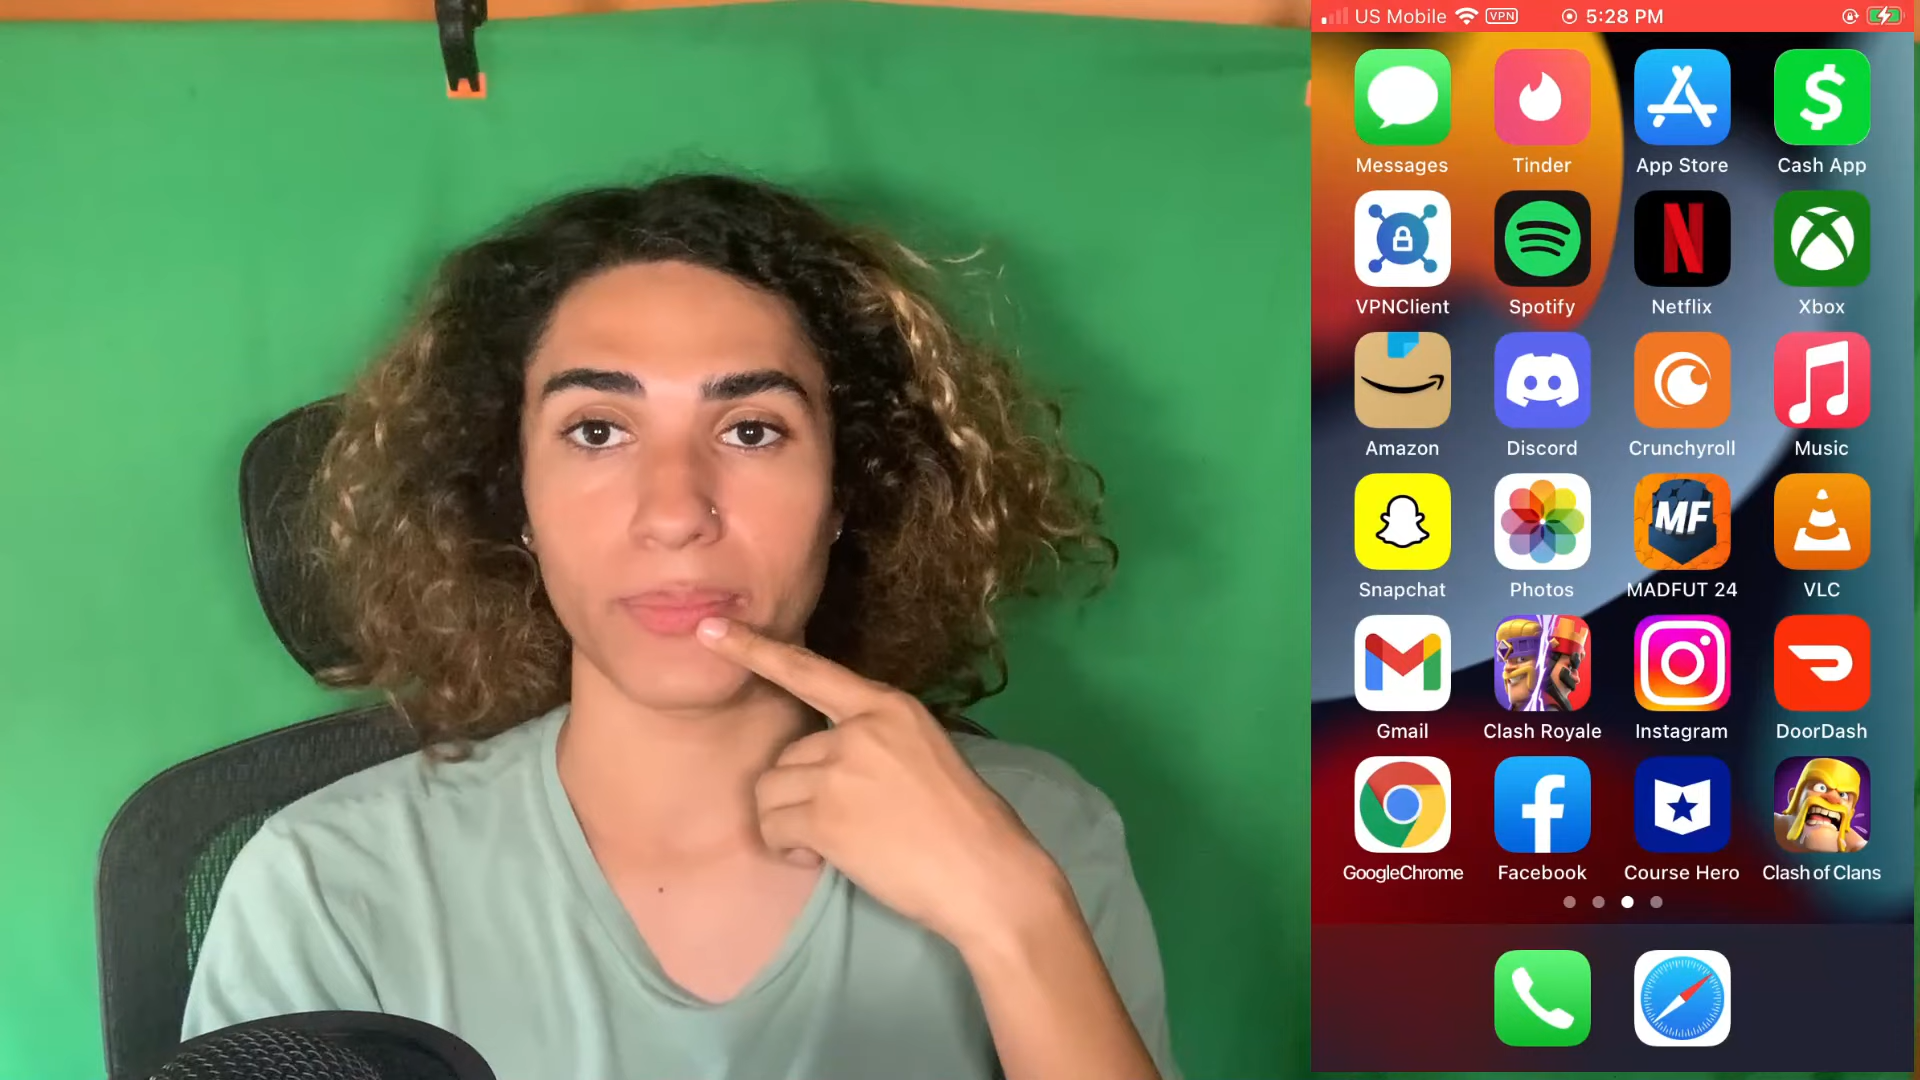 US Mobile VPN 5:28 PM
Messages Tinder App Store Cash App
VPNClient Spotify Netflix Xbox
Amazon Discord Crunchyroll Music
MF
Snapchat Photos MADFUT 24 VLC
Gmail Clash Royale Instagram DoorDash
GoogleChrome Facebook Course Hero Clash of Clans